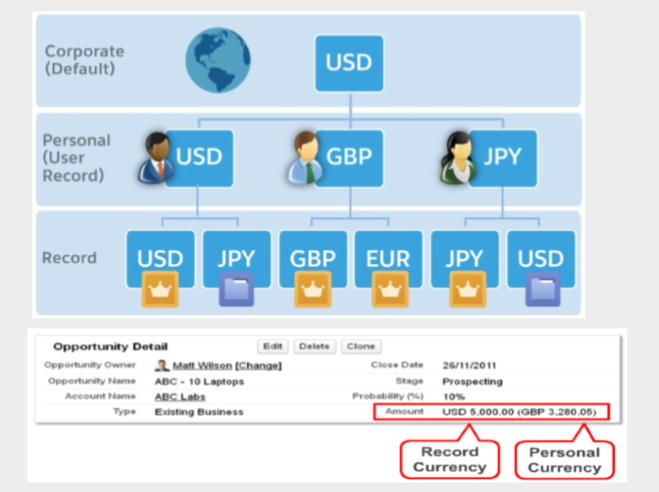 Corporate
(Default)
USD
Personal
(User
Record)
USD
GBP
JPY
Record
USD
JPY
GBP
EUR
JPY
USD
Opportunity Detail
Edit Delete Clone
Opportunity Owner Matt Wilson [Change] Close Date 26/11/2011
Opportunity Name ABC - 10 Laptops Stage Prospecting
Account Name ABC Labs Probability (%) 10%
Type Existing Business Amount USD 5,000.00 (GBP 3,280.05)
Record
Currency
Personal
Currency